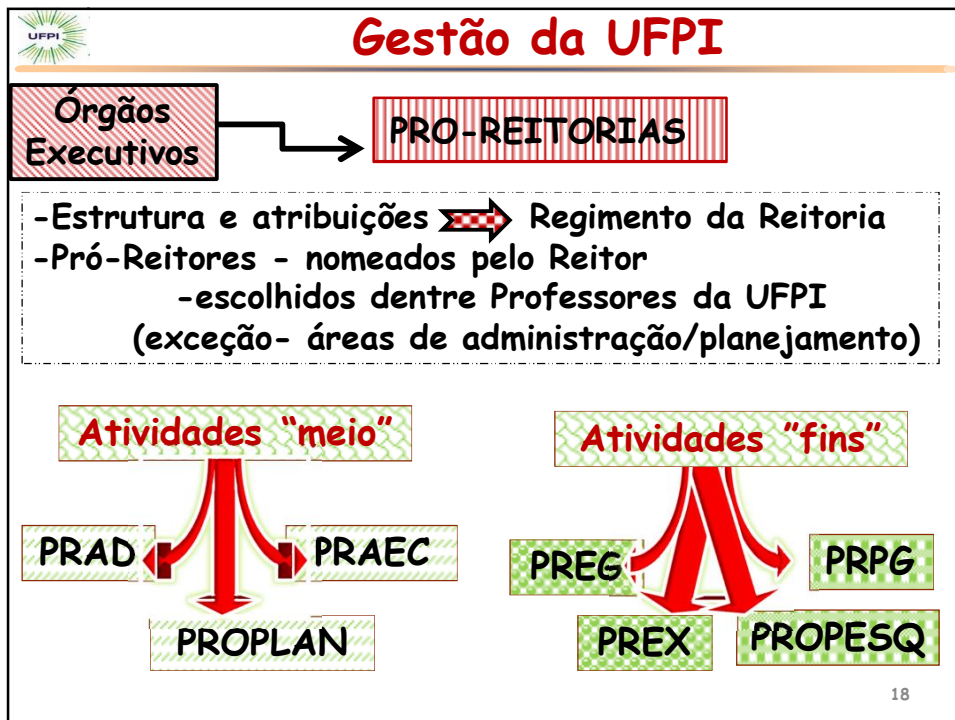 UFPI
Gestão da UFPI
Órgãos
Executivos
PRO-REITORIAS
-Estrutura e atribuições Regimento da Reitoria
-Pró-Reitores - nomeados pelo Reitor
-escolhidos dentre Professores da UFPI
(exceção- áreas de administração/planejamento)
Atividades “meio”
Atividades ”fins”
PRAD
PRAEC
PROPLAN
PREG
PRPG
PREX
PROPESQ
18